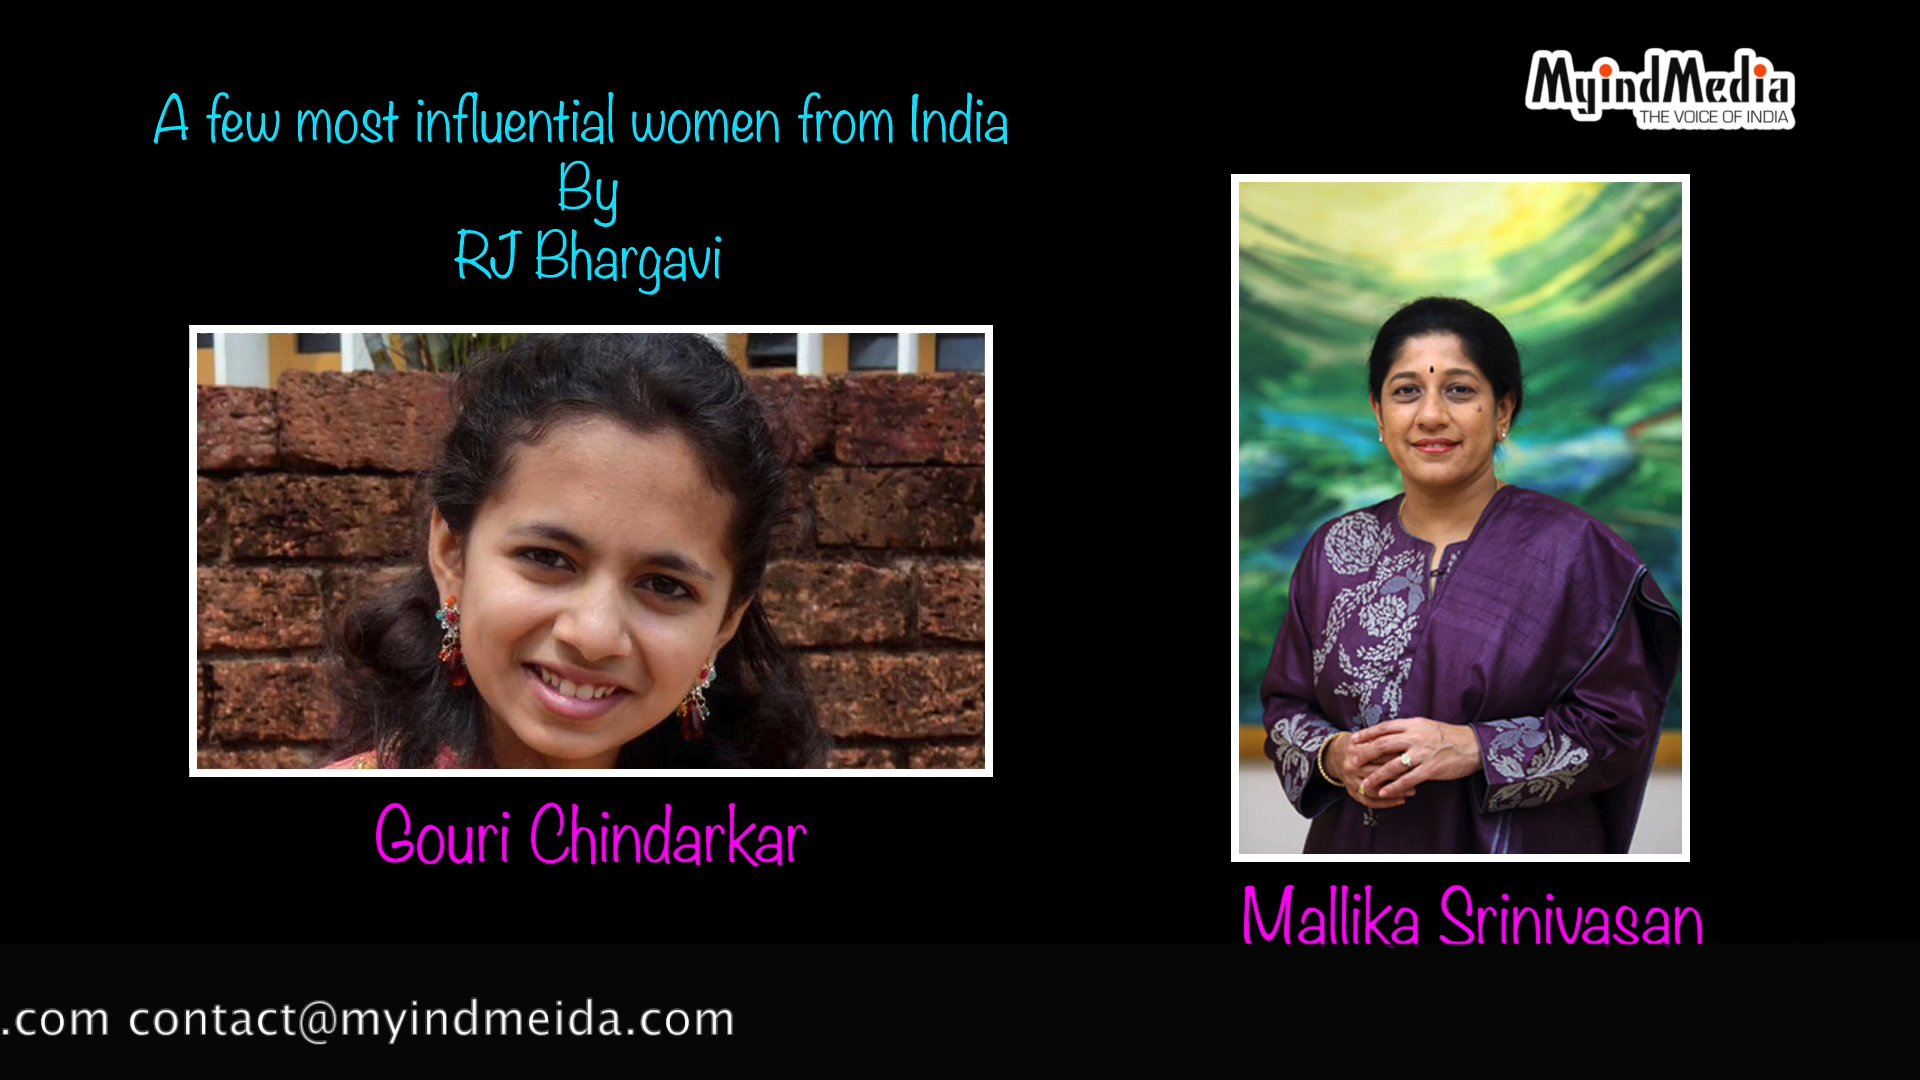 MyindMedia
THE VOICE OF INDIA
A few most influential women from India
By
RJ Bhargavi
Gouri Chindarkar
Mallika Srinivasan
.com contact@myindmeida.com